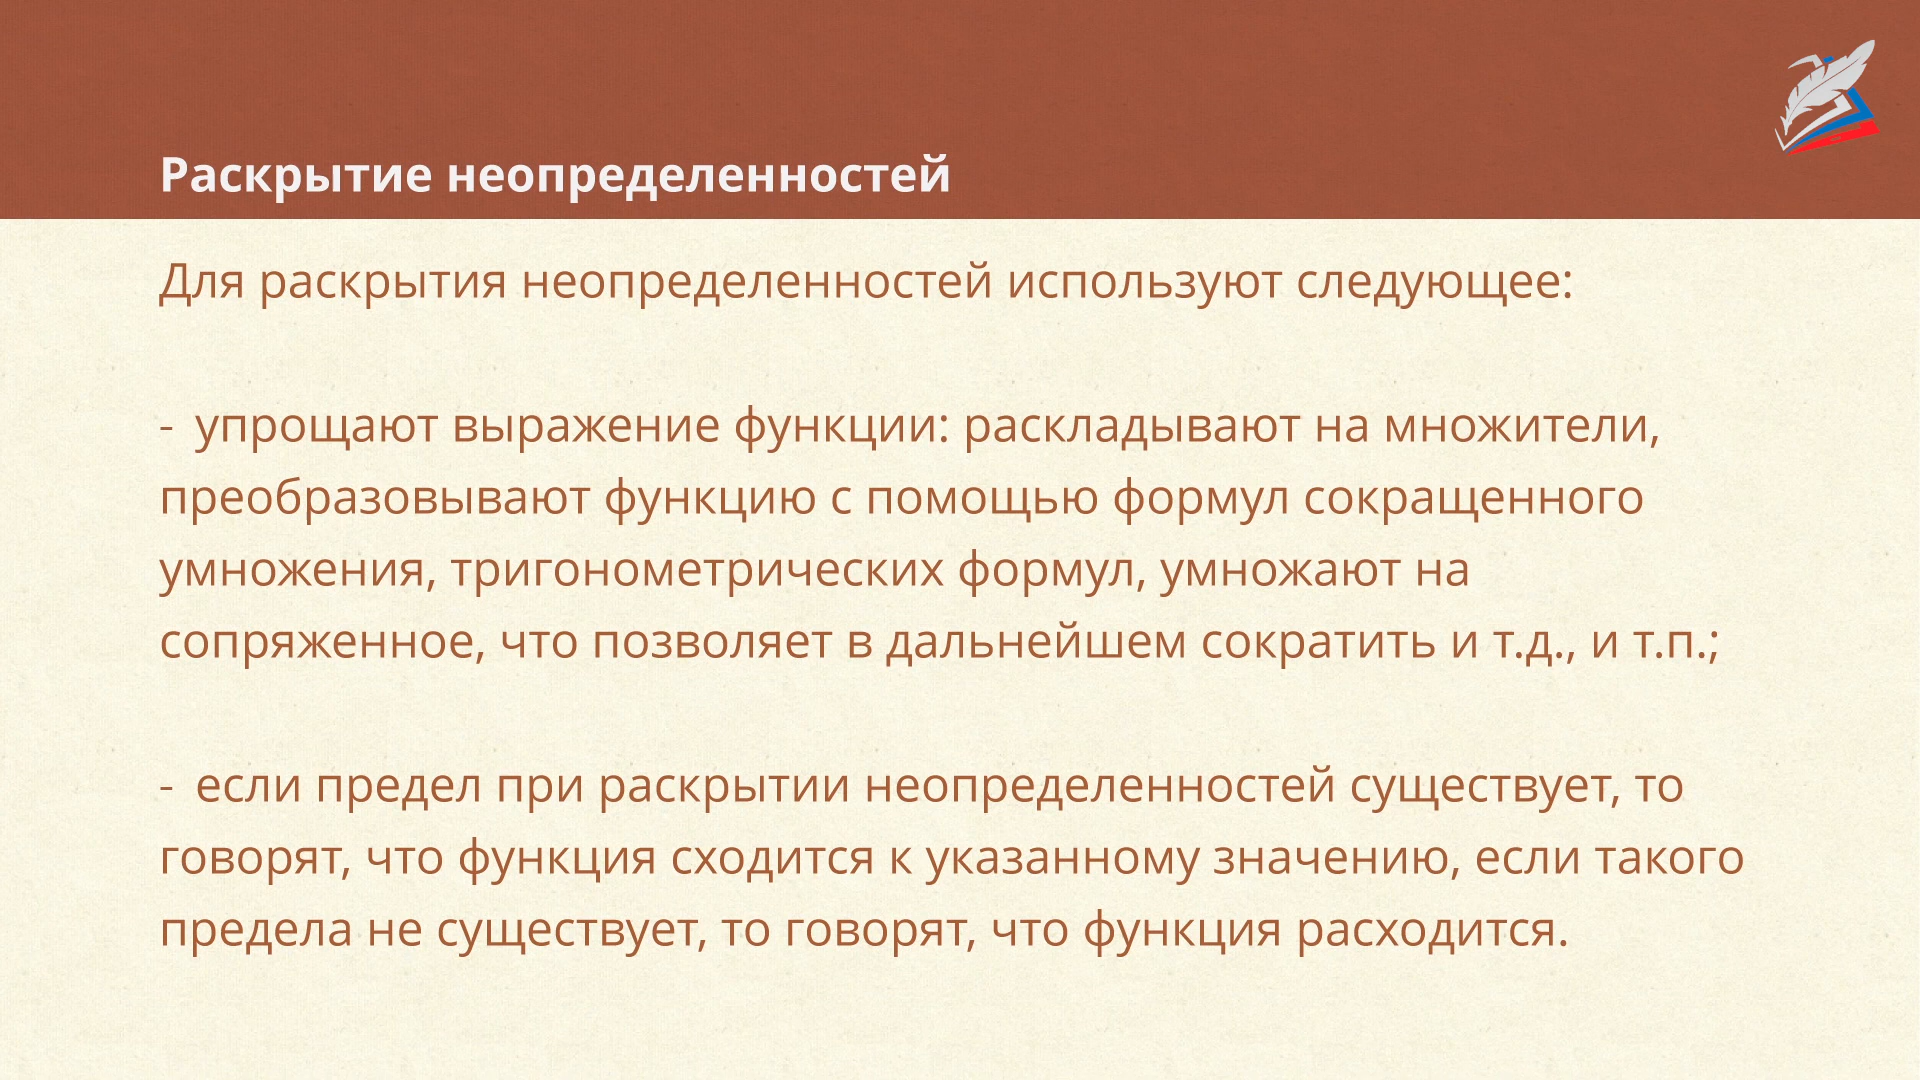 Раскрытие неопределенностей
Для раскрытия неопределенностей используют следующее:
- упрощают выражение функции: раскладывают на множители,
преобразовывают функцию с помощью формул сокращенного
умножения, тригонометрических формул, умножают на
сопряженное, что позволяет в дальнейшем сократить и т.д., и т.п.;
- если предел при раскрытии неопределенностей существует, то
говорят, что функция сходится к указанному значению, если такого
предела не существует, то говорят, что функция расходится.